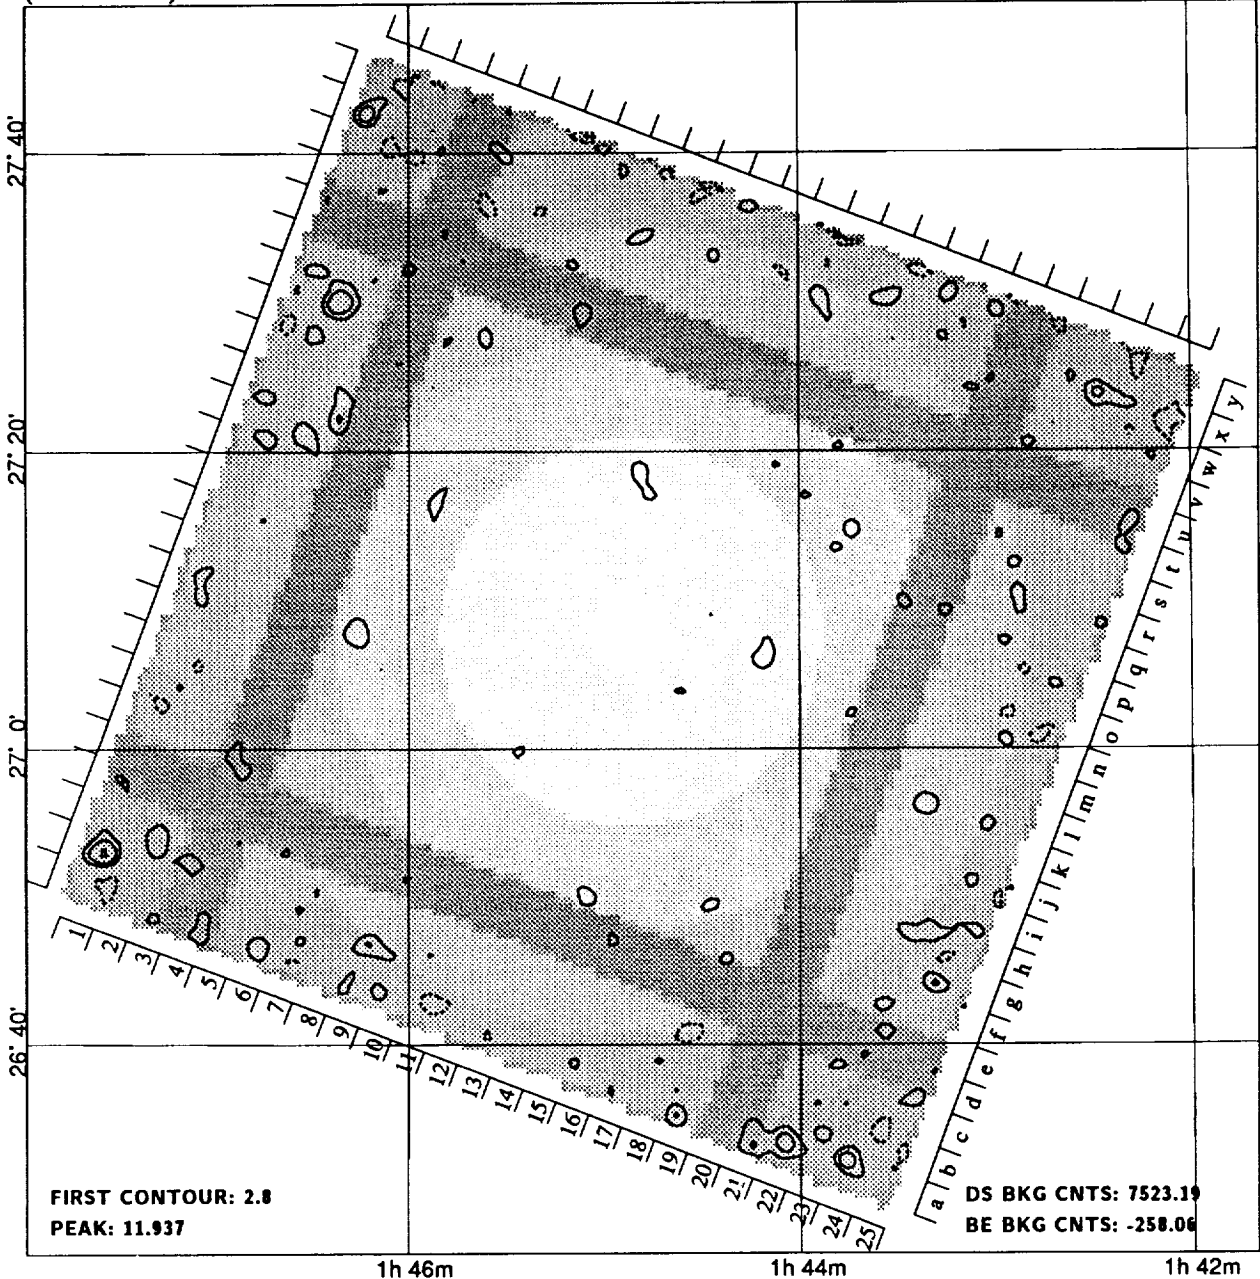 27° 40'
27° 20'
27° 0'
26° 40'
y
x
w
v
u
t
s
r
q
p
o
n
m
l
k
j
i
h
g
f
e
d
c
b
a
1 2 3 4 5 6 7 8 9 10 11 12 13 14 15 16 17 18 19 20 21 22 23 24 25
FIRST CONTOUR: 2.8
PEAK: 11.937
DS BKG CNTS: 7523.19
BE BKG CNTS: -258.06
1h 46m 1h 44m 1h 42m